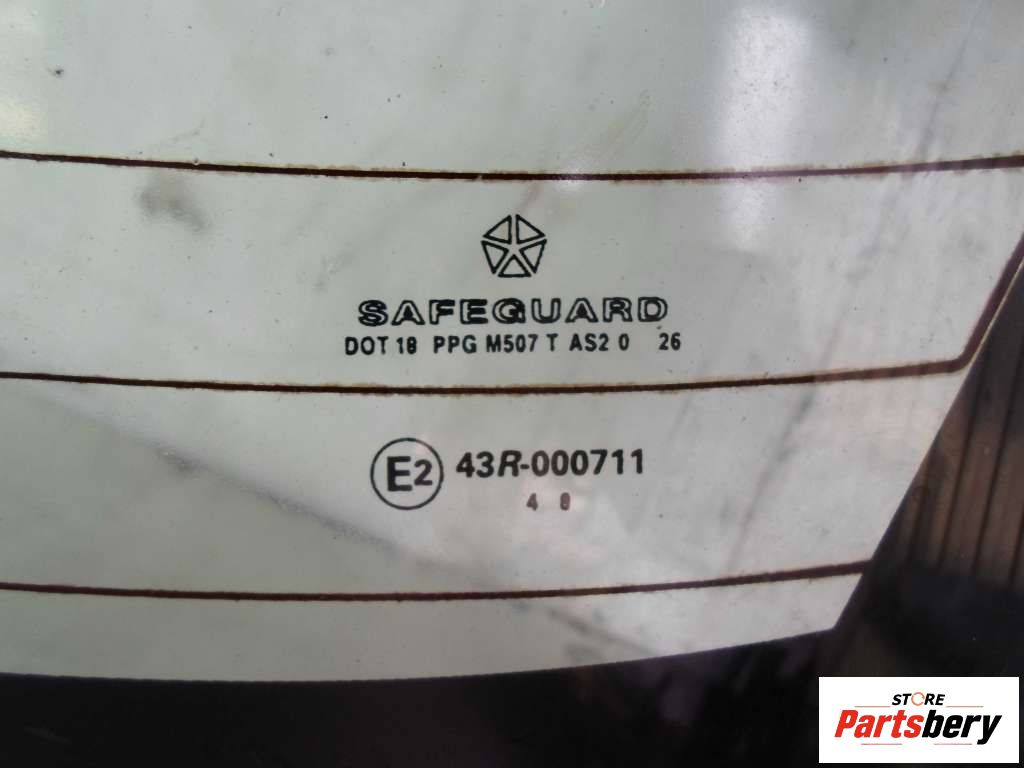 SAFEGUARD
DOT 18 PPG M507 T AS2 0 26
E2 43R-000711
4 8
STORE
Partsbery